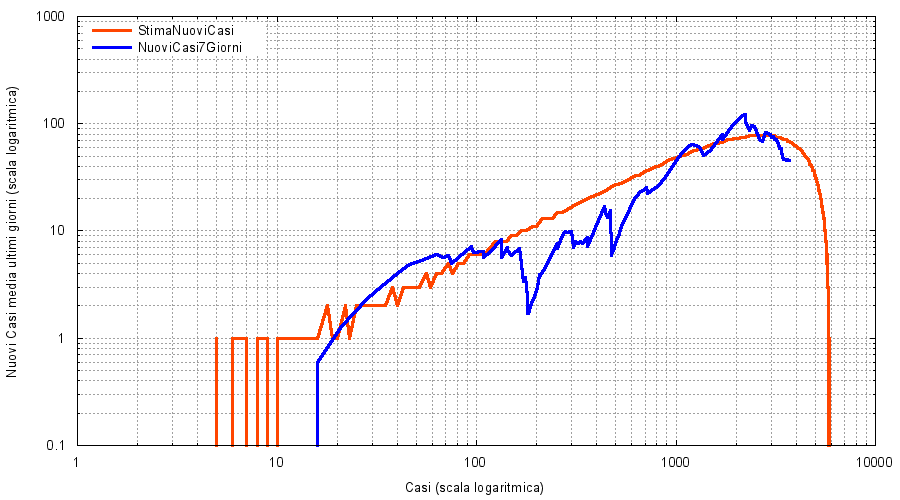 1000
StimaNuoviCasi
NuoviCasi7Giorni
100
10
1
0.1
Nuovi Casi media ultimi giorni (scala logaritmica)
1 10 100 1000 10000
Casi (scala logaritmica)